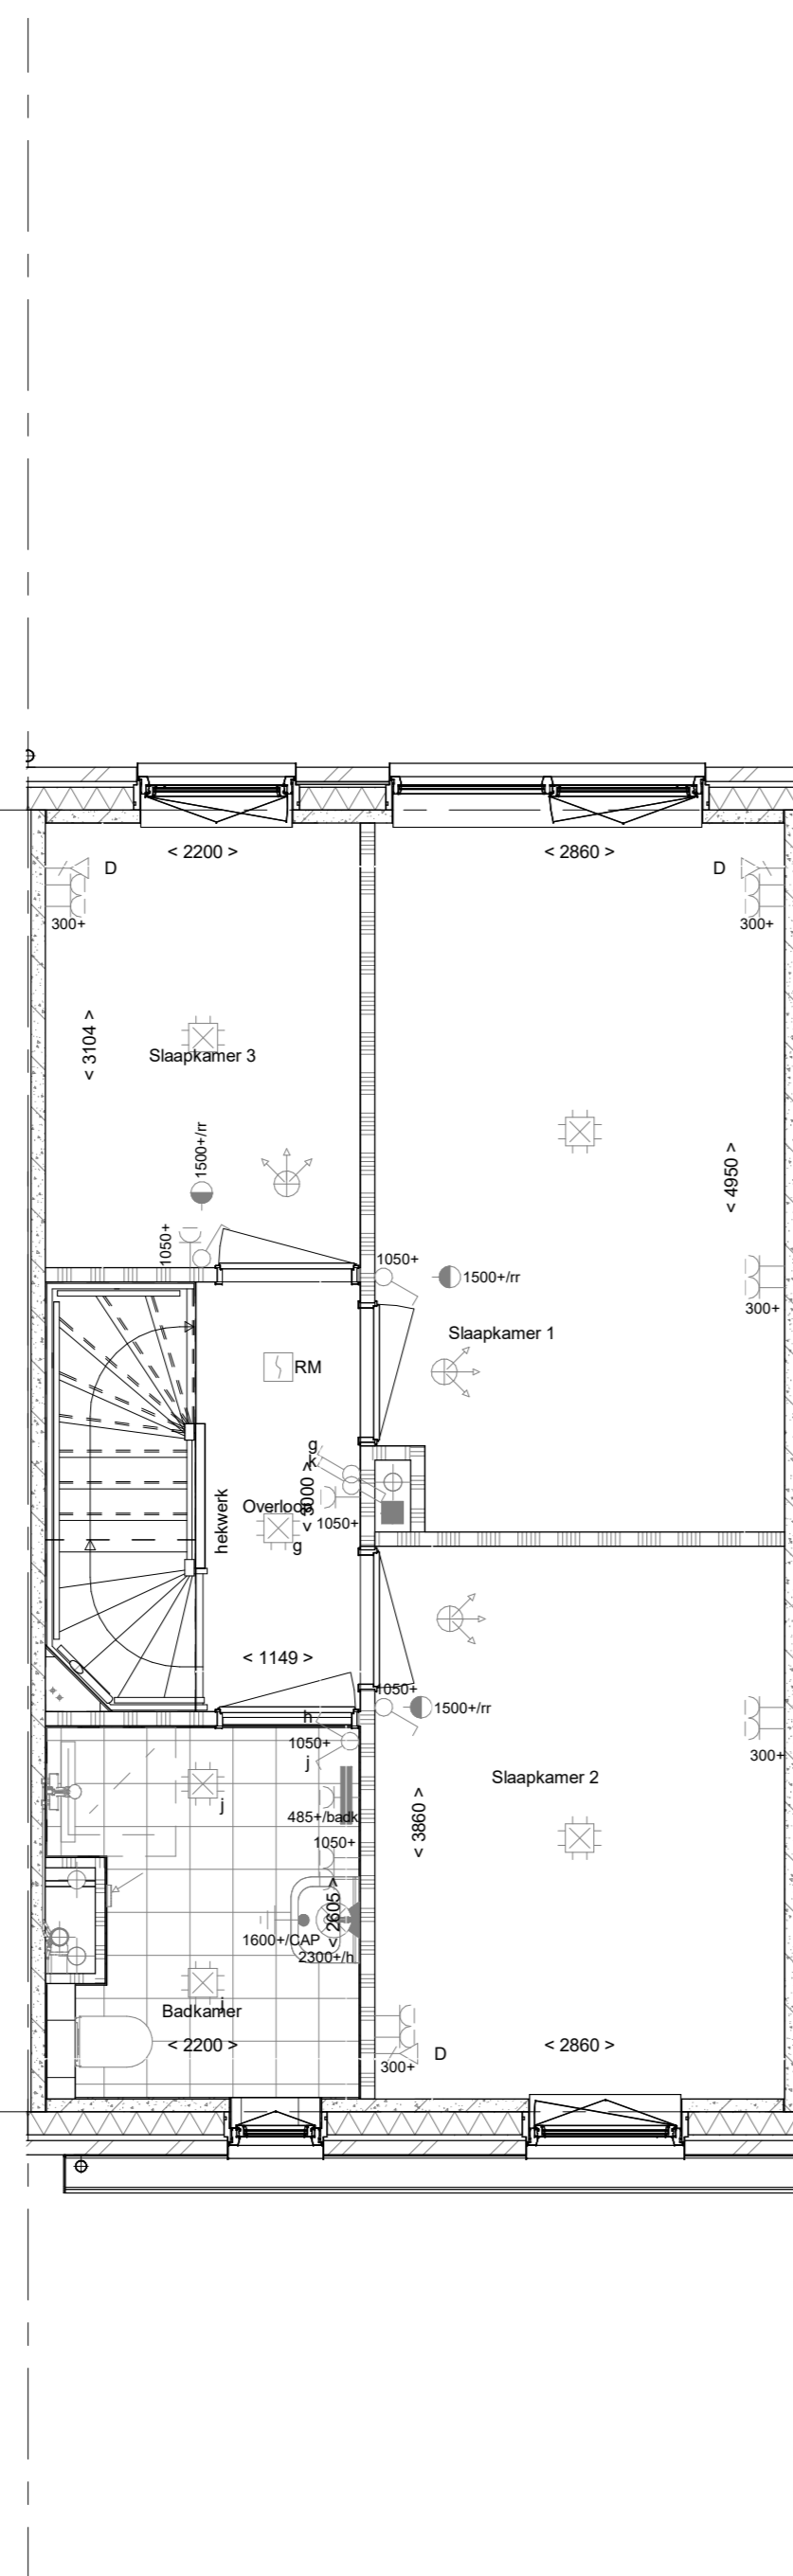 < 2200 >
< 2860 >
D
D
300+
300+
< 3104 >
Slaapkamer 3
1500+/rr
< 4950 >
1050+
1050+
1500+/rr
300+
Slaapkamer 1
RM
g
k
< 3000 >
Overloop
1050+
hekwerk
g
< 1149 >
1050+
1500+/rr
h
1050+
j
300+
Slaapkamer 2
j
485+/badk
< 3860 >
1050+
< 2605 >
1600+/CAP
2300+/h
j
Badkamer
< 2200 >
< 2860 >
D
300+